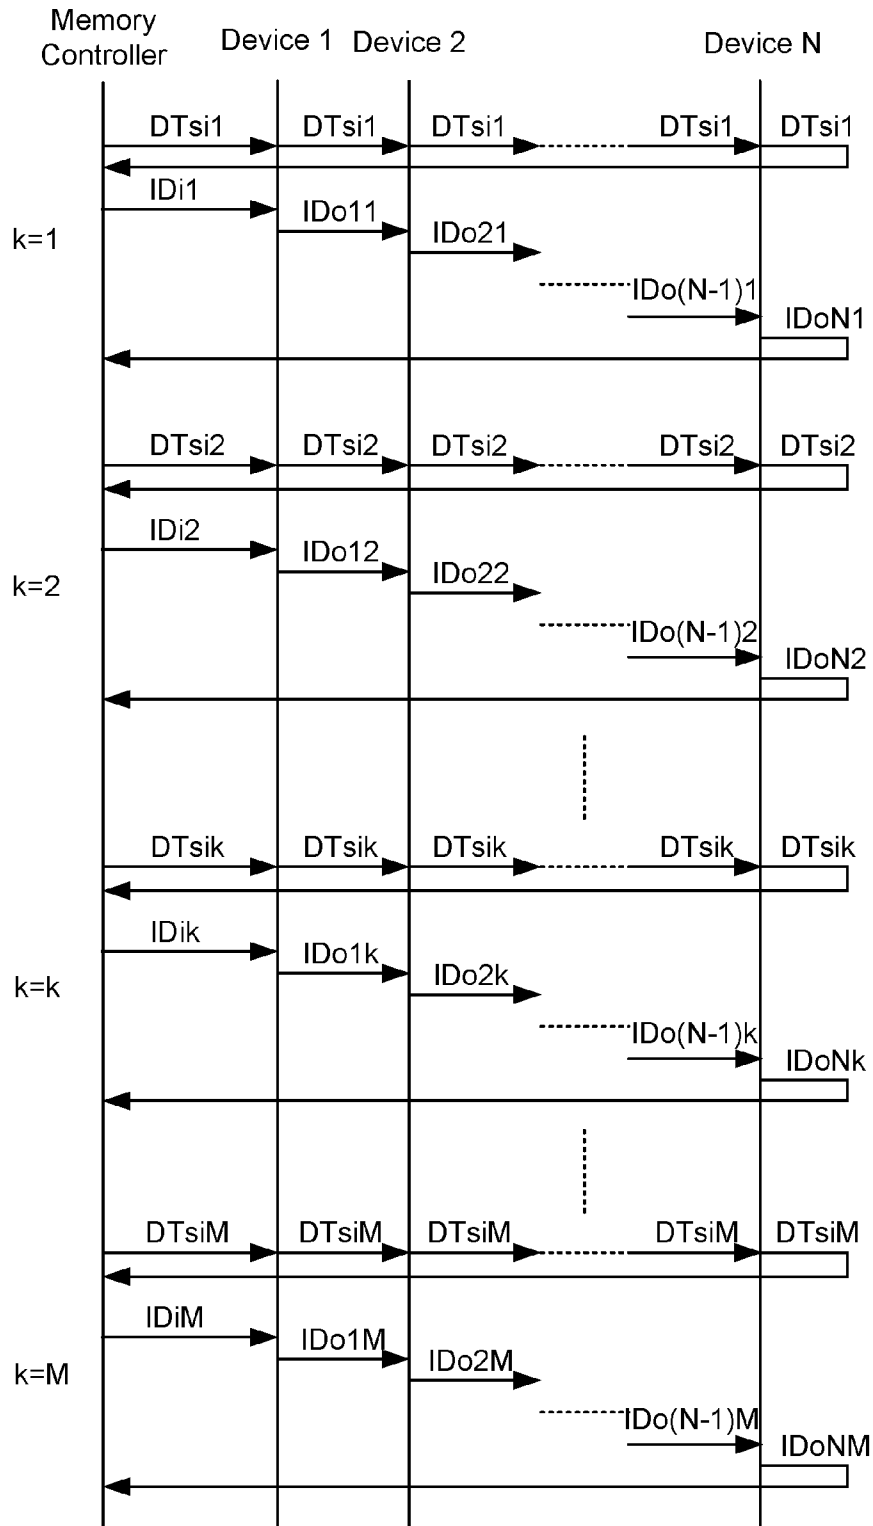 Memory
Controller
Device 1
Device 2
Device N
DTsi1 DTsi1 DTsi1 DTsi1 DTsi1
IDi1
IDo11
k=1
IDo21
IDo(N-1)1
IDoN1
DTsi2 DTsi2 DTsi2 DTsi2 DTsi2
IDi2
IDo12
k=2
IDo22
IDo(N-1)2
IDoN2
DTsik DTsik DTsik DTsik DTsik
IDik
IDo1k
k=k
IDo2k
IDo(N-1)k
IDoNk
DTsiM DTsiM DTsiM DTsiM DTsiM
IDiM
IDo1M
k=M
IDo2M
IDo(N-1)M
IDoNM